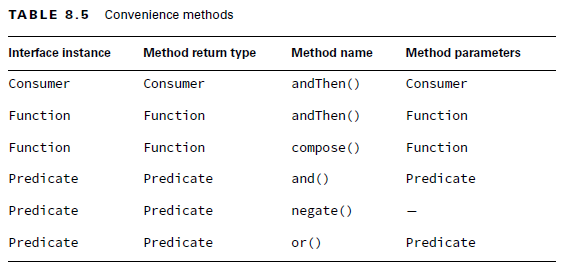 TABLE 8.5 Convenience methods
Interface instance Method return type Method name Method parameters
Consumer Consumer andThen() Consumer
Function Function andThen() Function
Function Function compose() Function
Predicate Predicate and() Predicate
Predicate Predicate negate() —
Predicate Predicate or() Predicate